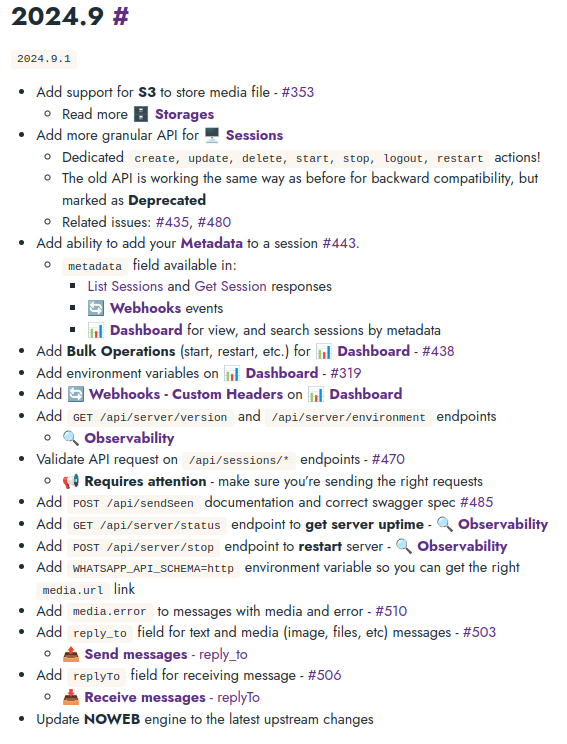 2024.9 #
2024.9.1
• Add support for S3 to store media file - #353
◦ Read more 🗄️ Storages
• Add more granular API for 🖥️ Sessions
◦ Dedicated create, update, delete, start, stop, logout, restart actions!
◦ The old API is working the same way as before for backward compatibility, but
marked as Deprecated
◦ Related issues: #435, #480
• Add ability to add your Metadata to a session #443.
◦ metadata field available in:
▪ List Sessions and Get Session responses
▪ 🔄 Webhooks events
▪ 📊 Dashboard for view, and search sessions by metadata
• Add Bulk Operations (start, restart, etc.) for 📊 Dashboard - #438
• Add environment variables on 📊 Dashboard - #319
• Add 🔄 Webhooks - Custom Headers on 📊 Dashboard
• Add GET /api/server/version and /api/server/environment endpoints
◦ 🔍 Observability
• Validate API request on /api/sessions/* endpoints - #470
◦ 📢 Requires attention - make sure you’re sending the right requests
• Add POST /api/sendSeen documentation and correct swagger spec #485
• Add GET /api/server/status endpoint to get server uptime - 🔍 Observability
• Add POST /api/server/stop endpoint to restart server - 🔍 Observability
• Add WHATSAPP_API_SCHEMA=http environment variable so you can get the right
media.url link
• Add media.error to messages with media and error - #510
• Add reply_to field for text and media (image, files, etc) messages - #503
◦ 📤 Send messages - reply_to
• Add replyTo field for receiving message - #506
◦ 📥 Receive messages - replyTo
• Update NOWEB engine to the latest upstream changes